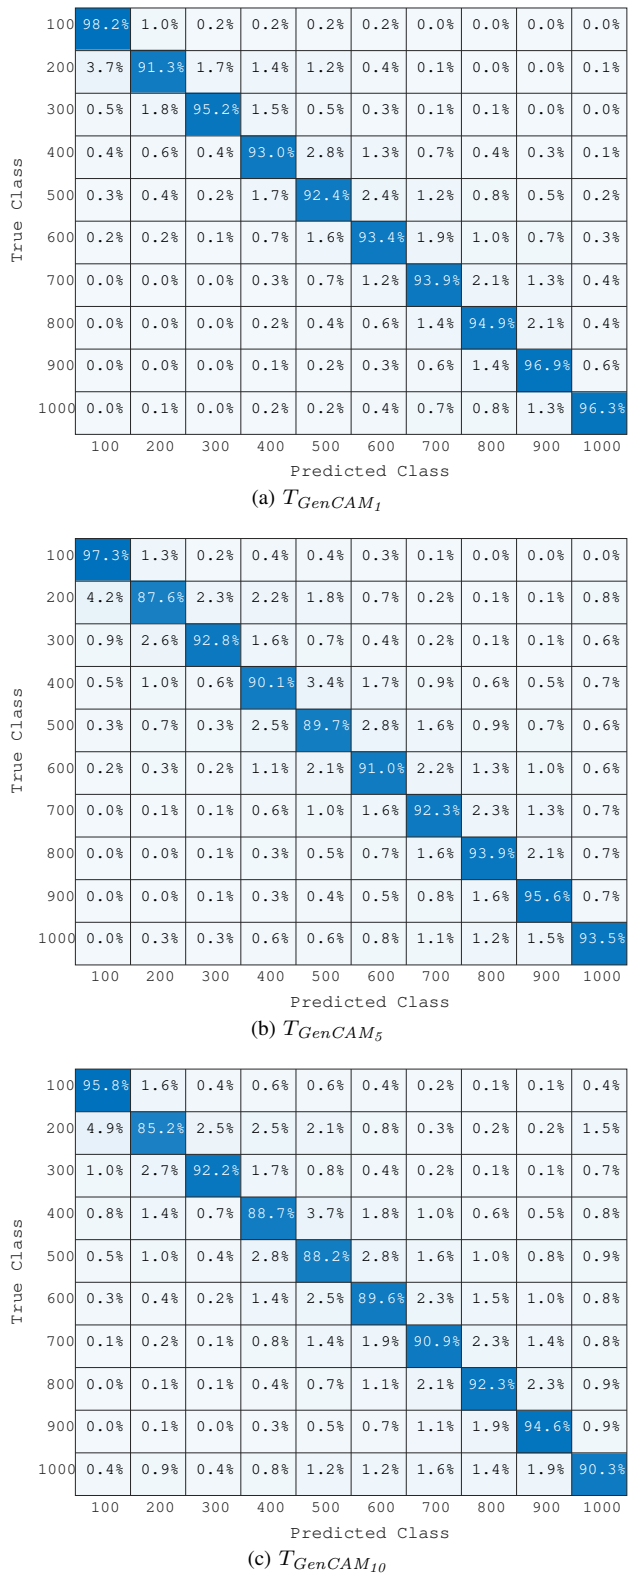 100 98.2% 1.0% 0.2% 0.2% 0.2% 0.2% 0.0% 0.0% 0.0% 0.0%
200 3.7% 91.3% 1.7% 1.4% 1.2% 0.4% 0.1% 0.0% 0.0% 0.1%
300 0.5% 1.8% 95.2% 1.5% 0.5% 0.3% 0.1% 0.1% 0.0% 0.0%
400 0.4% 0.6% 0.4% 93.0% 2.8% 1.3% 0.7% 0.4% 0.3% 0.1%
500 0.3% 0.4% 0.2% 1.7% 92.4% 2.4% 1.2% 0.8% 0.5% 0.2%
600 0.2% 0.2% 0.1% 0.7% 1.6% 93.4% 1.9% 1.0% 0.7% 0.3%
700 0.0% 0.0% 0.0% 0.3% 0.7% 1.2% 93.9% 2.1% 1.3% 0.4%
800 0.0% 0.0% 0.0% 0.2% 0.4% 0.6% 1.4% 94.9% 2.1% 0.4%
900 0.0% 0.0% 0.0% 0.1% 0.2% 0.3% 0.6% 1.4% 96.9% 0.6%
1000 0.0% 0.1% 0.0% 0.2% 0.2% 0.4% 0.7% 0.8% 1.3% 96.3%
True Class
100 200 300 400 500 600 700 800 900 1000
Predicted Class
(a) T_GenCAM_1
100 97.3% 1.3% 0.2% 0.4% 0.4% 0.3% 0.1% 0.0% 0.0% 0.0%
200 4.2% 87.6% 2.3% 2.2% 1.8% 0.7% 0.2% 0.1% 0.1% 0.8%
300 0.9% 2.6% 92.8% 1.6% 0.7% 0.4% 0.2% 0.1% 0.1% 0.6%
400 0.5% 1.0% 0.6% 90.1% 3.4% 1.7% 0.9% 0.6% 0.5% 0.7%
500 0.3% 0.7% 0.3% 2.5% 89.7% 2.8% 1.6% 0.9% 0.7% 0.6%
600 0.2% 0.3% 0.2% 1.1% 2.1% 91.0% 2.2% 1.3% 1.0% 0.6%
700 0.0% 0.1% 0.1% 0.6% 1.0% 1.6% 92.3% 2.3% 1.3% 0.7%
800 0.0% 0.0% 0.1% 0.3% 0.5% 0.7% 1.6% 93.9% 2.1% 0.7%
900 0.0% 0.0% 0.1% 0.3% 0.4% 0.5% 0.8% 1.6% 95.6% 0.7%
1000 0.0% 0.3% 0.3% 0.6% 0.6% 0.8% 1.1% 1.2% 1.5% 93.5%
True Class
100 200 300 400 500 600 700 800 900 1000
Predicted Class
(b) T_GenCAM_5
100 95.8% 1.6% 0.4% 0.6% 0.6% 0.4% 0.2% 0.1% 0.1% 0.4%
200 4.9% 85.2% 2.5% 2.5% 2.1% 0.8% 0.3% 0.2% 0.2% 1.5%
300 1.0% 2.7% 92.2% 1.7% 0.8% 0.4% 0.2% 0.1% 0.1% 0.7%
400 0.8% 1.4% 0.7% 88.7% 3.7% 1.8% 1.0% 0.6% 0.5% 0.8%
500 0.5% 1.0% 0.4% 2.8% 88.2% 2.8% 1.6% 1.0% 0.8% 0.9%
600 0.3% 0.4% 0.2% 1.4% 2.5% 89.6% 2.3% 1.5% 1.0% 0.8%
700 0.1% 0.2% 0.1% 0.8% 1.4% 1.9% 90.9% 2.3% 1.4% 0.8%
800 0.0% 0.1% 0.1% 0.4% 0.7% 1.1% 2.1% 92.3% 2.3% 0.9%
900 0.0% 0.1% 0.0% 0.3% 0.5% 0.7% 1.1% 1.9% 94.6% 0.9%
1000 0.4% 0.9% 0.4% 0.8% 1.2% 1.2% 1.6% 1.4% 1.9% 90.3%
True Class
100 200 300 400 500 600 700 800 900 1000
Predicted Class
(c) T_GenCAM_10